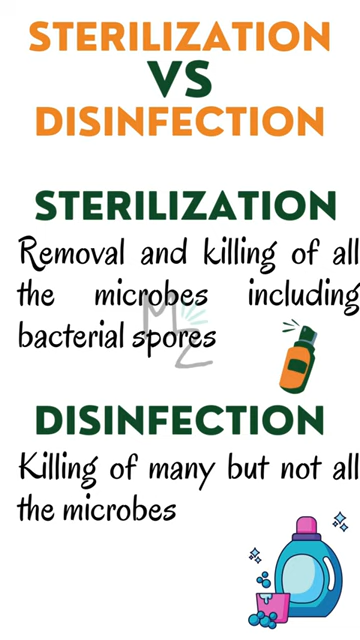 STERILIZATION
VS
DISINFECTION
STERILIZATION
Removal and killing of all
the microbes including
bacterial spores
MZ
DISINFECTION
Killing of many but not all
the microbes